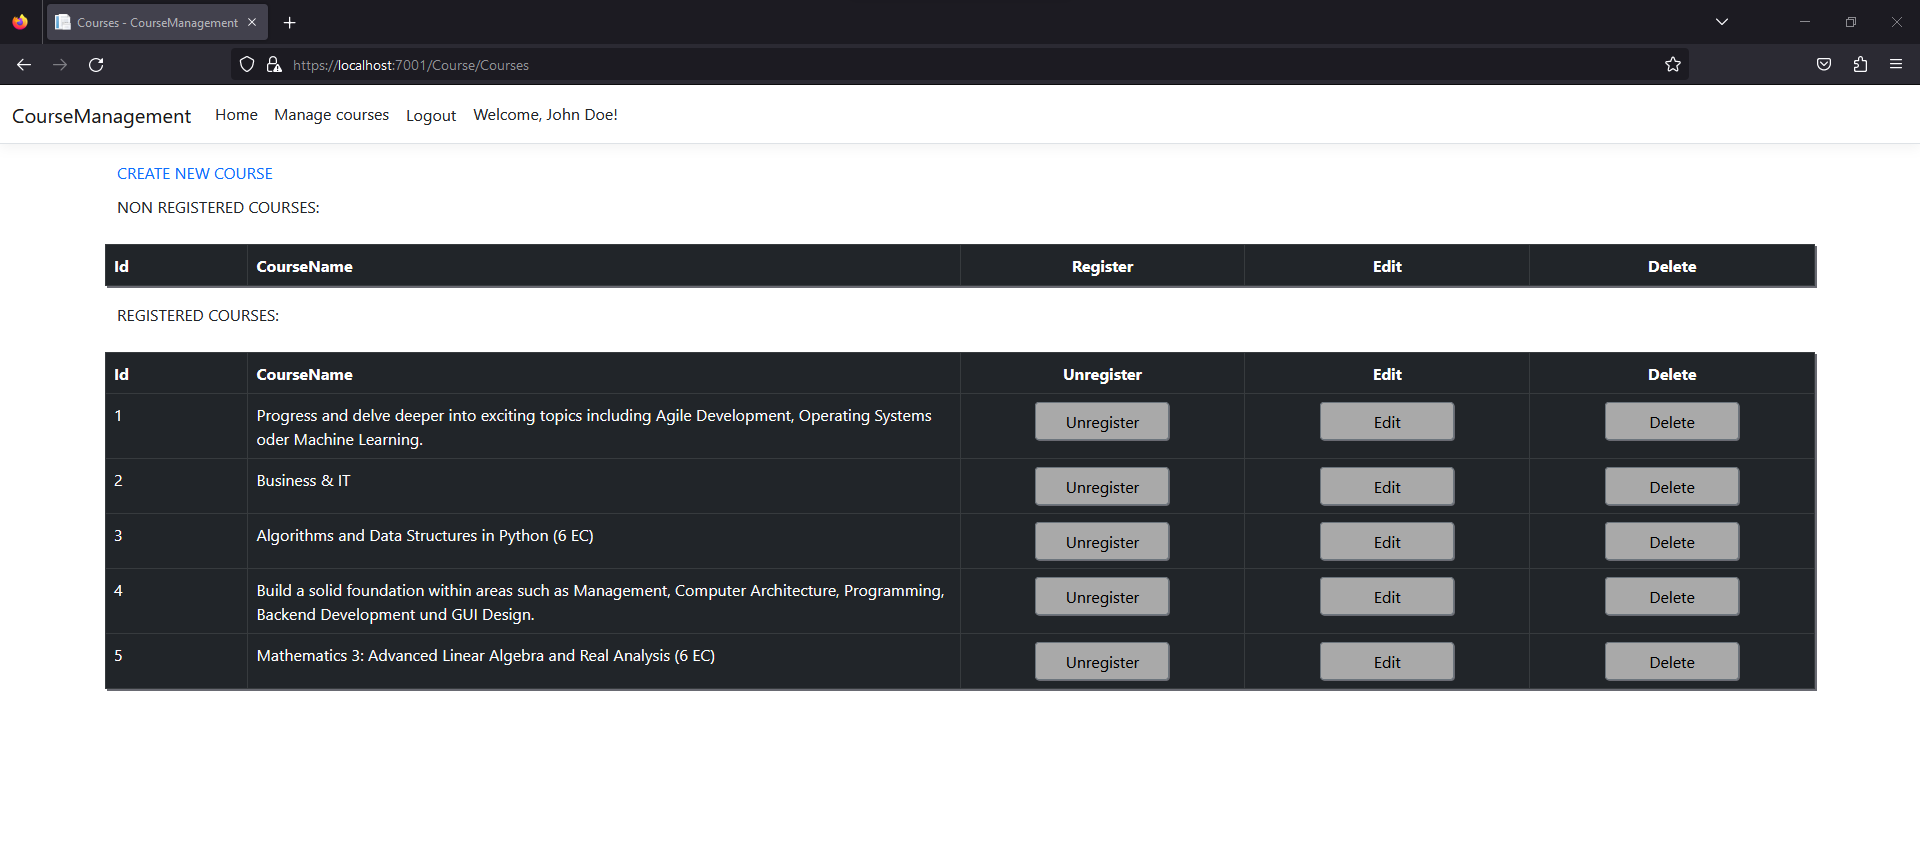 Courses - CourseManagement
https://localhost:7001/Course/Courses
CourseManagement Home Manage courses Logout Welcome, John Doe!
CREATE NEW COURSE
NON REGISTERED COURSES:
Id CourseName Register Edit Delete
REGISTERED COURSES:
Id CourseName Unregister Edit Delete
1 Progress and delve deeper into exciting topics including Agile Development, Operating Systems Unregister Edit Delete
oder Machine Learning.
2 Business & IT Unregister Edit Delete
3 Algorithms and Data Structures in Python (6 EC) Unregister Edit Delete
4 Build a solid foundation within areas such as Management, Computer Architecture, Programming, Unregister Edit Delete
Backend Development und GUI Design.
5 Mathematics 3: Advanced Linear Algebra and Real Analysis (6 EC) Unregister Edit Delete